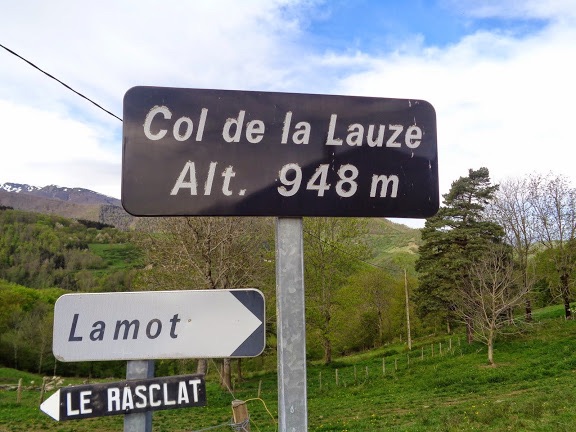 Col de la Lauze
Alt. 948 m
Lamot
LE RASCLAT